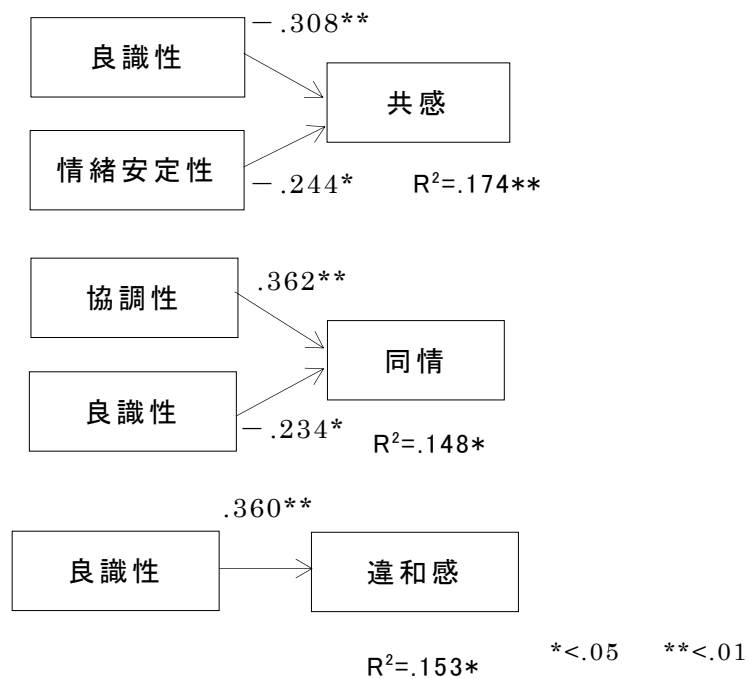 －.308**
良識性
共感
情緒安定性
－.244*
R²=.174**
協調性
.362**
同情
良識性
－.234*
R²=.148*
.360**
良識性
違和感
R²=.153*
*<.05 **<.01